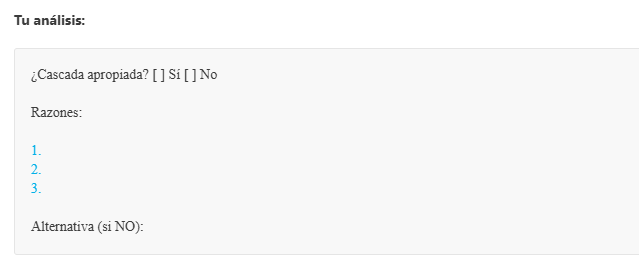 Tu análisis:
¿Cascada apropiada? [ ] Sí [ ] No
Razones:
1.
2.
3.
Alternativa (si NO):